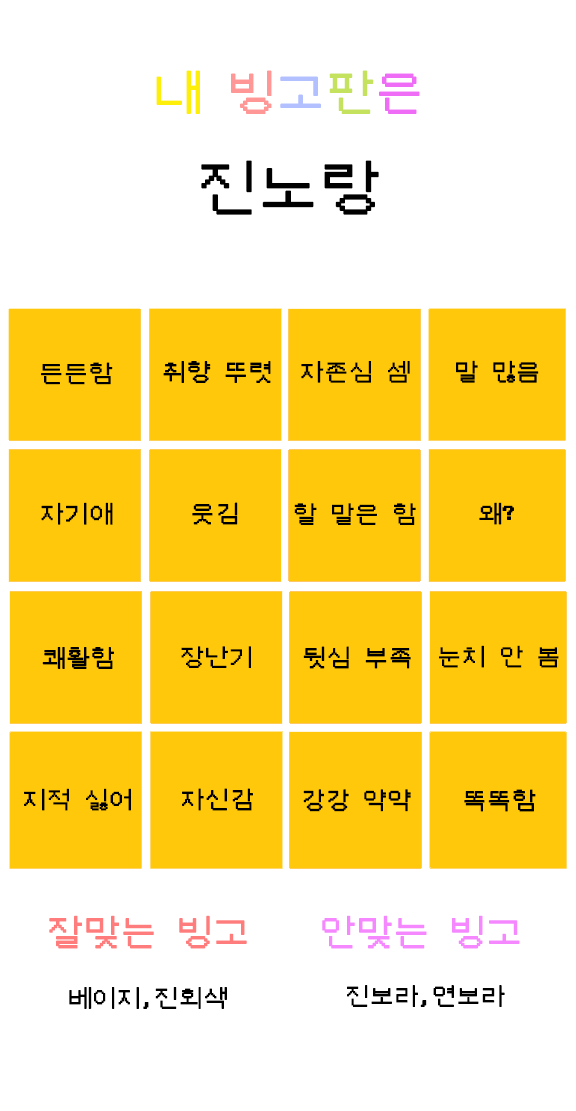 내 빙고판은
진노랑
든든함 취향 뚜렷 자존심 셈 말 많음
자기애 웃김 할 말은 함 왜?
쾌활함 장난기 뒷심 부족 눈치 안 봄
지적 싫어 자신감 강강 약약 똑똑함
잘맞는 빙고 안맞는 빙고
베이지, 진회색 진보라, 연보라